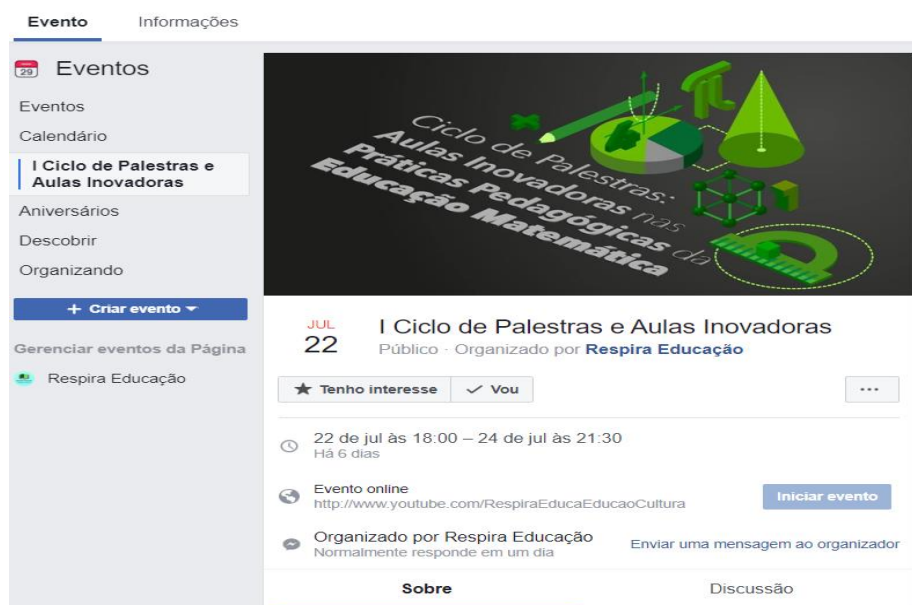 Evento Informações
29 Eventos
Eventos
Calendário
I Ciclo de Palestras e
Aulas Inovadoras
Aniversários
Descobrir
Organizando
+ Criar evento
Gerenciar eventos da Página
Respira Educação
Ciclo de Palestras:
Aulas Inovadoras nas
Práticas Pedagógicas da
Educação Matemática
JUL
22
I Ciclo de Palestras e Aulas Inovadoras
Público · Organizado por Respira Educação
Tenho interesse Vou ...
22 de jul às 18:00 – 24 de jul às 21:30
Há 6 dias
Evento online
http://www.youtube.com/RespiraEducaEducaoCultura
Iniciar evento
Organizado por Respira Educação
Normalmente responde em um dia
Enviar uma mensagem ao organizador
Sobre Discussão